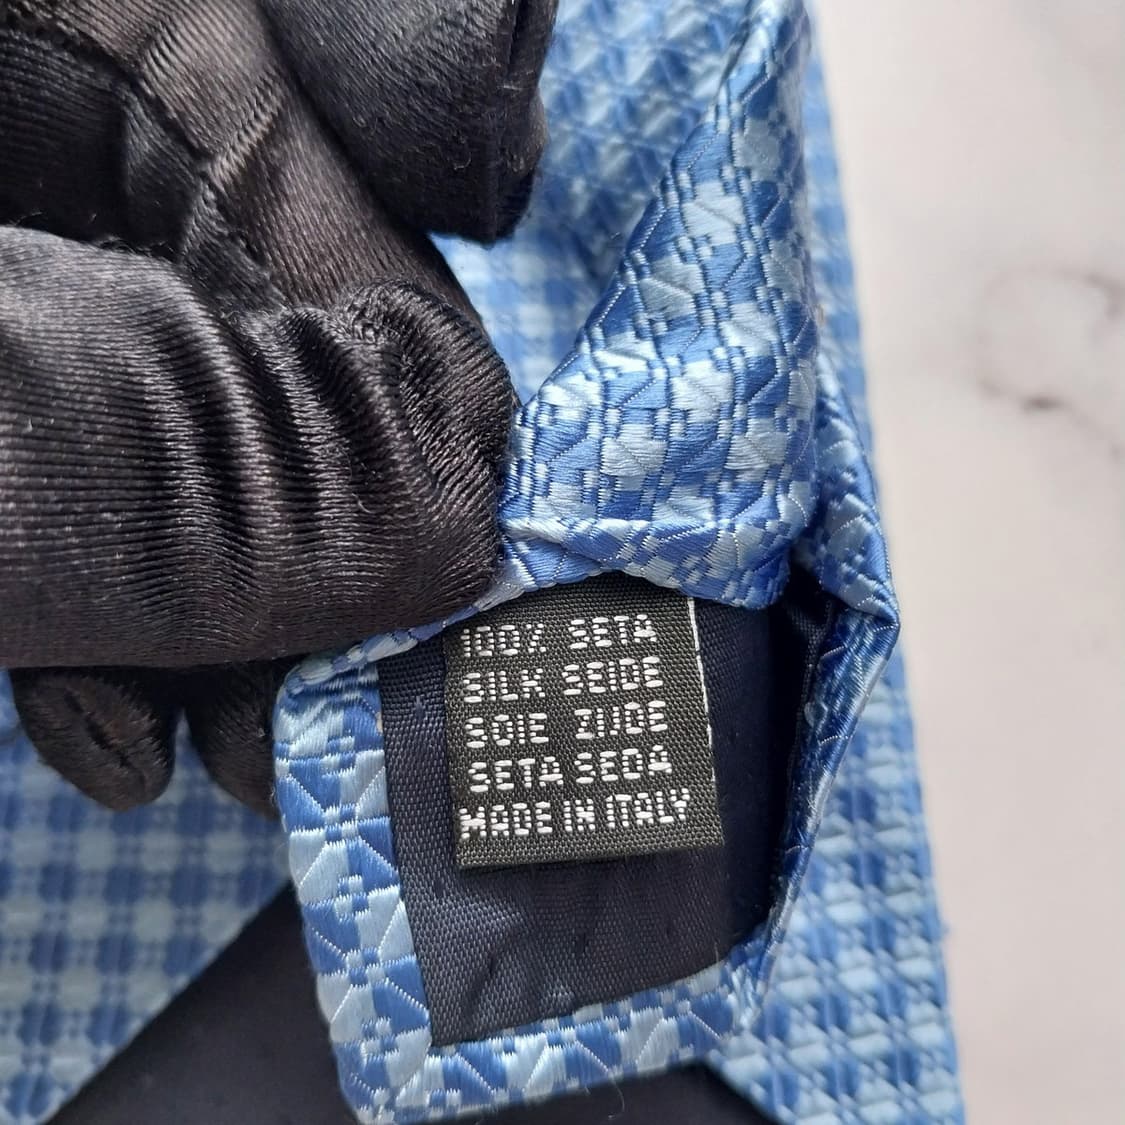 100% SETA
SILK SEIDE
SOIE ZIJDE
SETA SEDA
MADE IN ITALY